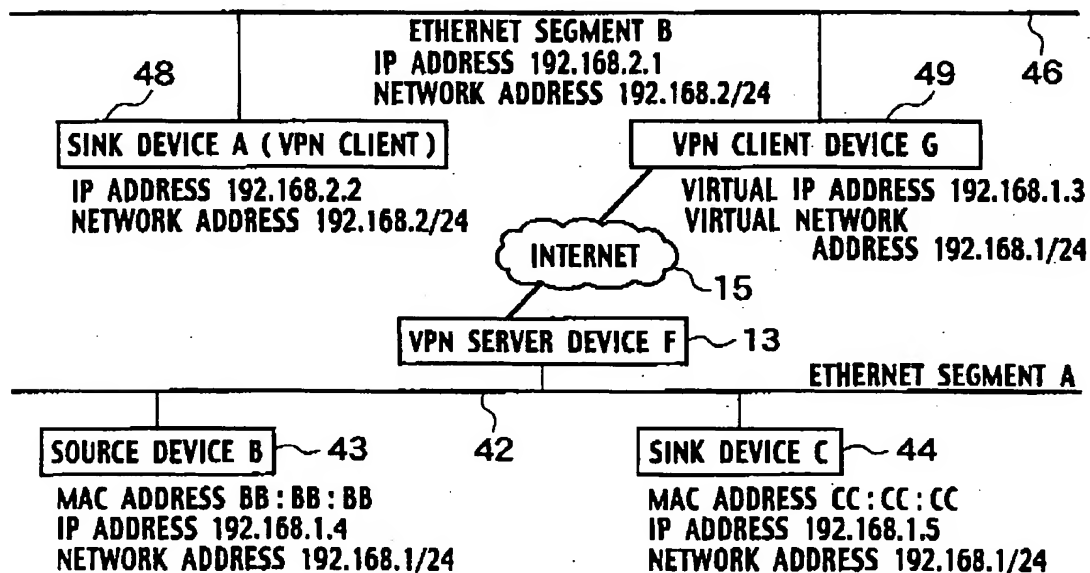 ETHERNET SEGMENT B
IP ADDRESS 192.168.2.1
NETWORK ADDRESS 192.168.2/24
46
48
49
SINK DEVICE A ( VPN CLIENT )
VPN CLIENT DEVICE G
IP ADDRESS 192.168.2.2
NETWORK ADDRESS 192.168.2/24
VIRTUAL IP ADDRESS 192.168.1.3
VIRTUAL NETWORK
ADDRESS 192.168.1/24
INTERNET
15
VPN SERVER DEVICE F
13
ETHERNET SEGMENT A
42
SOURCE DEVICE B
43
SINK DEVICE C
44
MAC ADDRESS BB : BB : BB
IP ADDRESS 192.168.1.4
NETWORK ADDRESS 192.168.1/24
MAC ADDRESS CC : CC : CC
IP ADDRESS 192.168.1.5
NETWORK ADDRESS 192.168.1/24